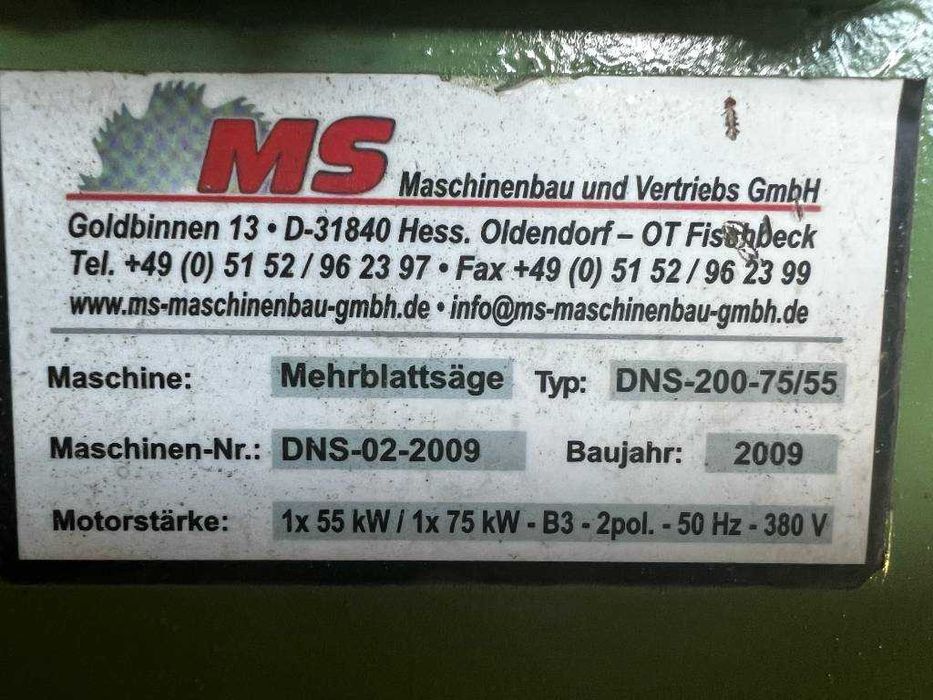 MS Maschinenbau und Vertriebs GmbH
Goldbinnen 13 • D-31840 Hess. Oldendorf – OT Fischbeck
Tel. +49 (0) 51 52 / 96 23 97 • Fax +49 (0) 51 52 / 96 23 99
www.ms-maschinenbau-gmbh.de • info@ms-maschinenbau-gmbh.de
Maschine: Mehrblattsäge Typ: DNS-200-75/55
Maschinen-Nr.: DNS-02-2009 Baujahr: 2009
Motorstärke: 1x 55 kW / 1x 75 kW - B3 - 2pol. - 50 Hz - 380 V